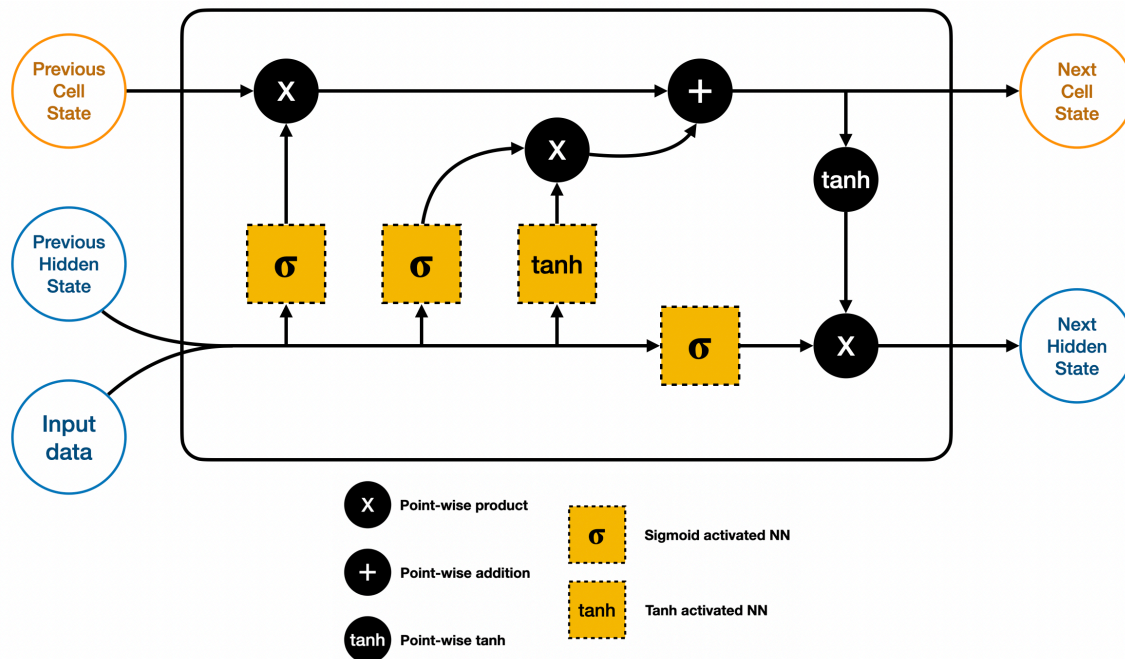 Previous
Cell
State
X
+
Next
Cell
State
X
tanh
Previous
Hidden
State
σ
σ
tanh
σ
X
Next
Hidden
State
Input
data
X Point-wise product
σ Sigmoid activated NN
+ Point-wise addition
tanh Tanh activated NN
tanh Point-wise tanh